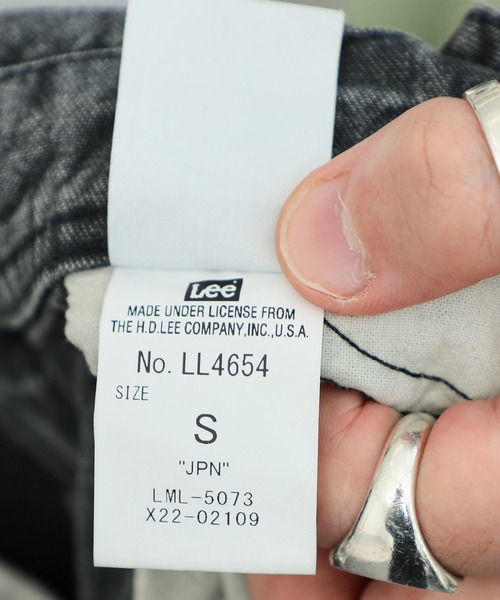 Lee
MADE UNDER LICENSE FROM
THE H.D.LEE COMPANY,INC.,U.S.A.
No. LL4654
SIZE
S
"JPN"
LML-5073
X22-02109